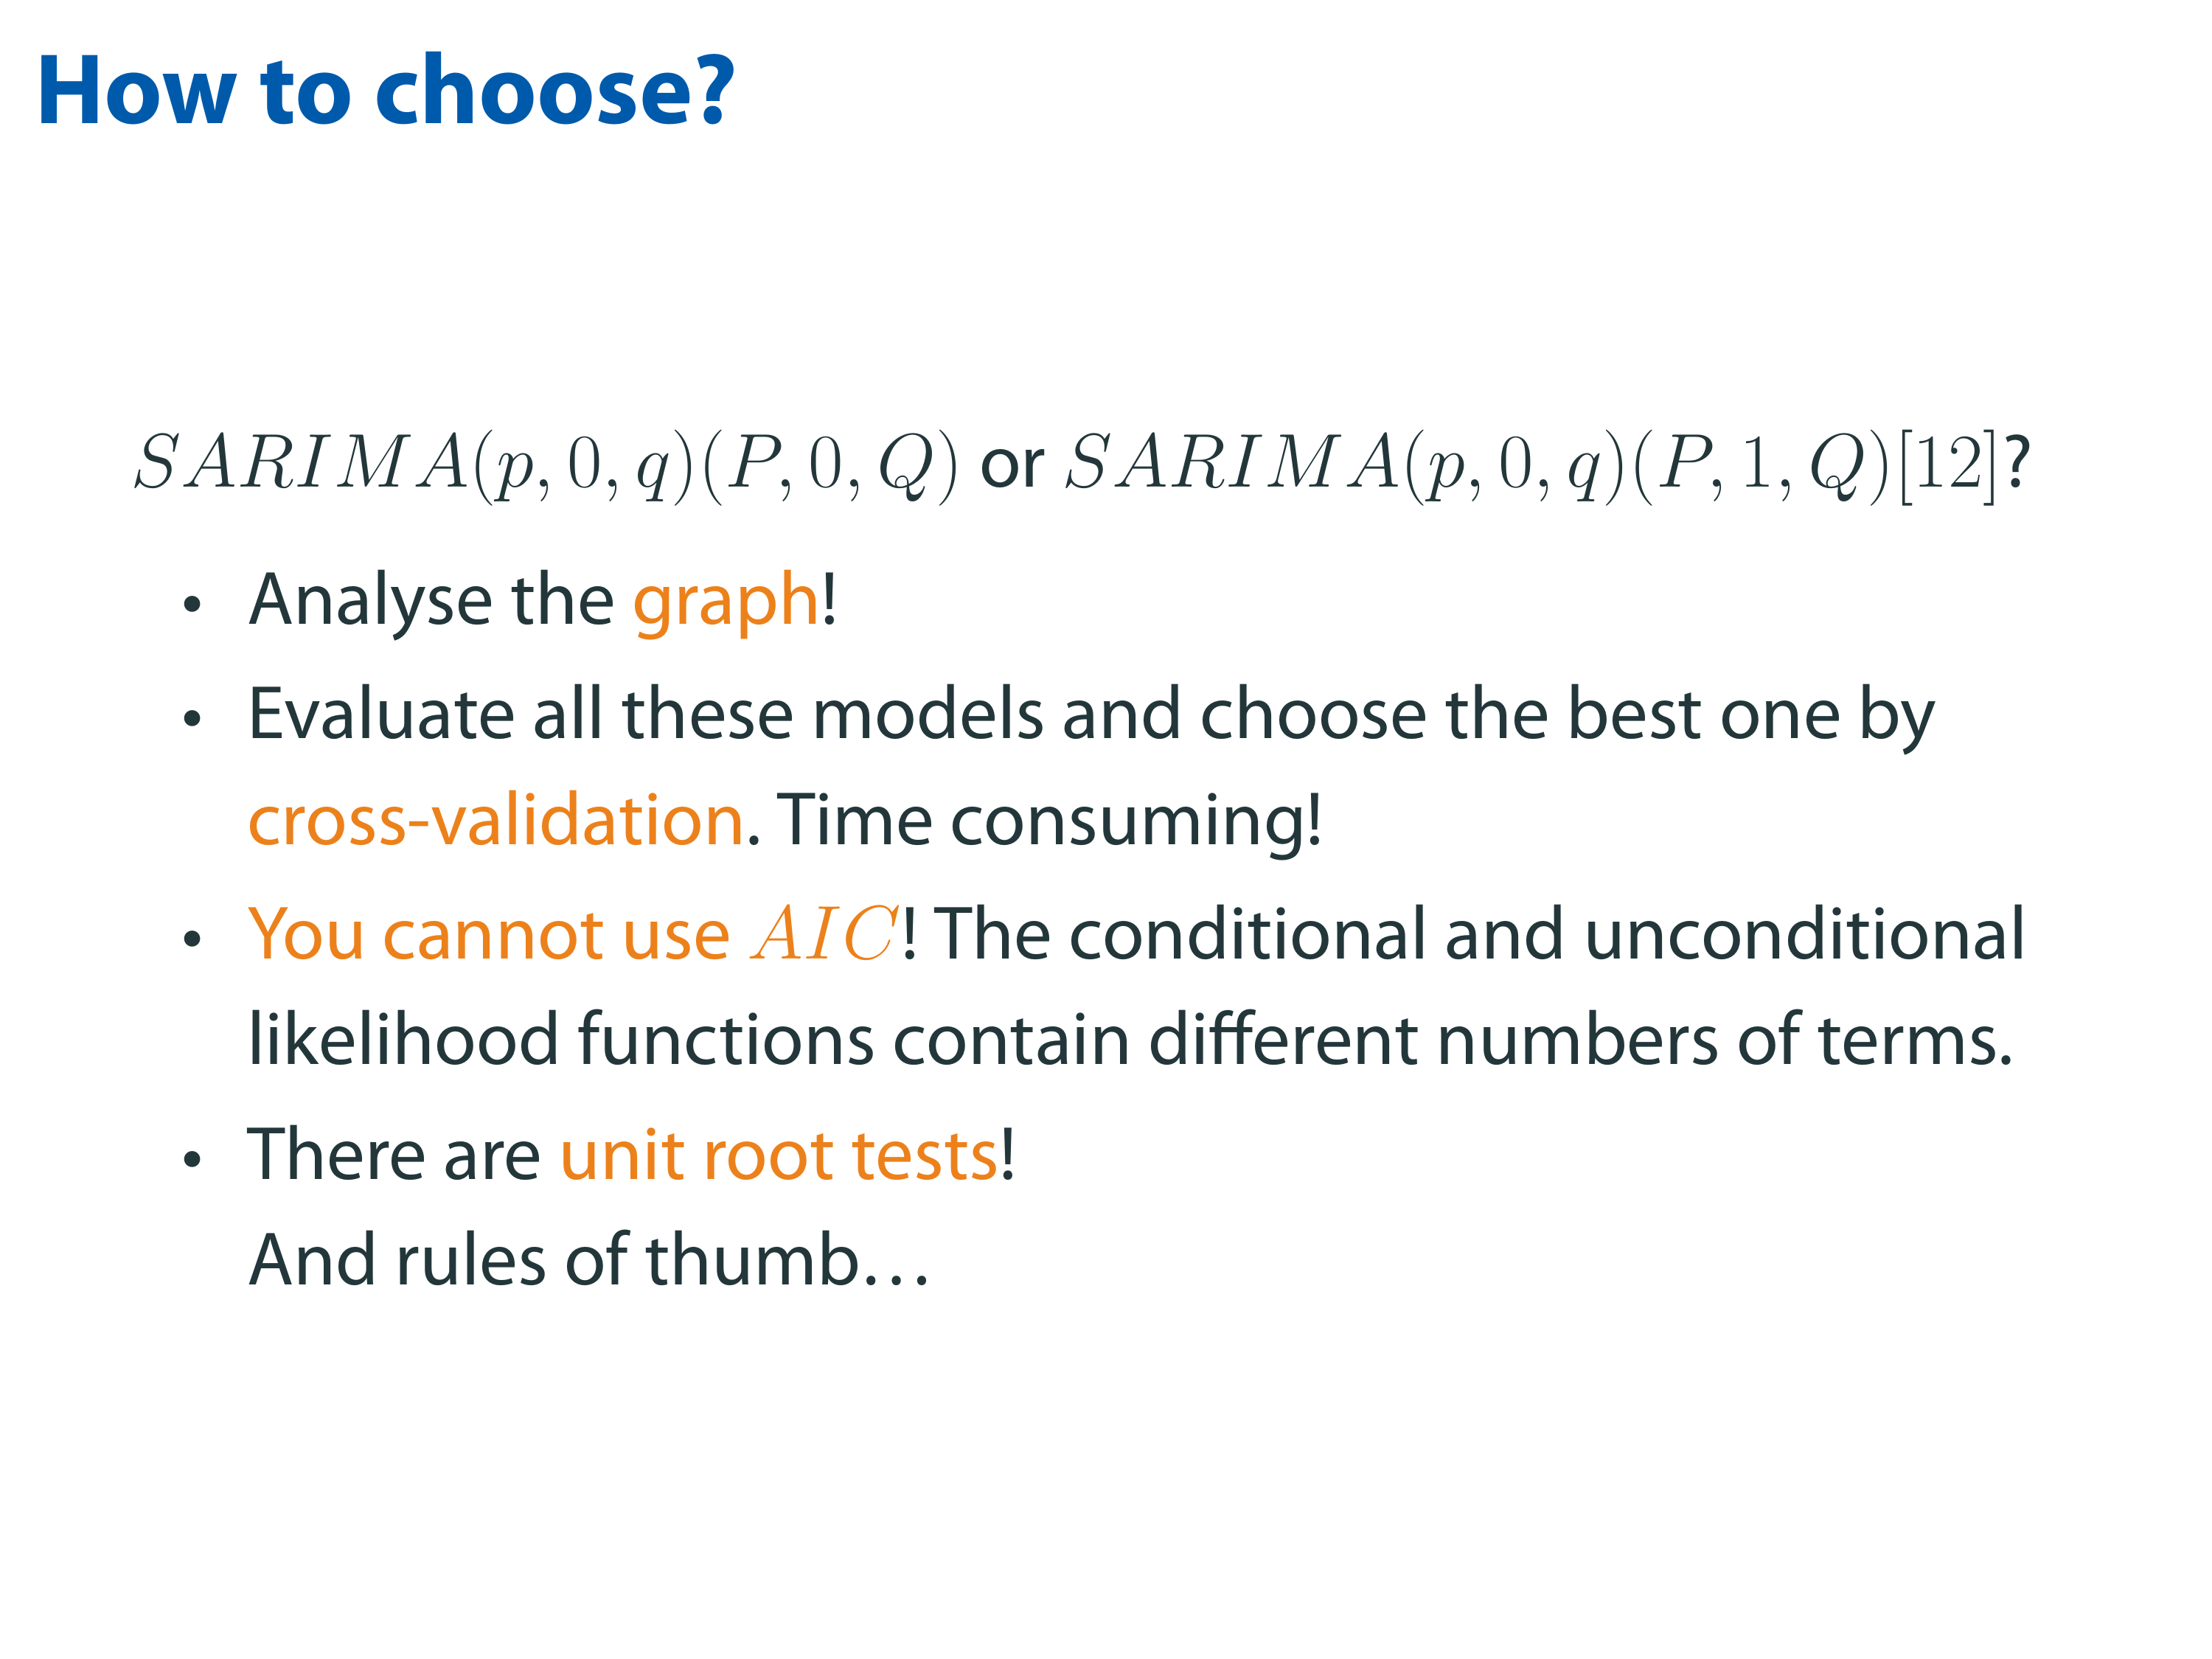 How to choose?
SARIMA(p, 0, q)(P, 0, Q) or SARIMA(p, 0, q)(P, 1, Q)[12]?
• Analyse the graph!
• Evaluate all these models and choose the best one by
cross-validation. Time consuming!
• You cannot use AIC! The conditional and unconditional
likelihood functions contain different numbers of terms.
• There are unit root tests!
And rules of thumb…